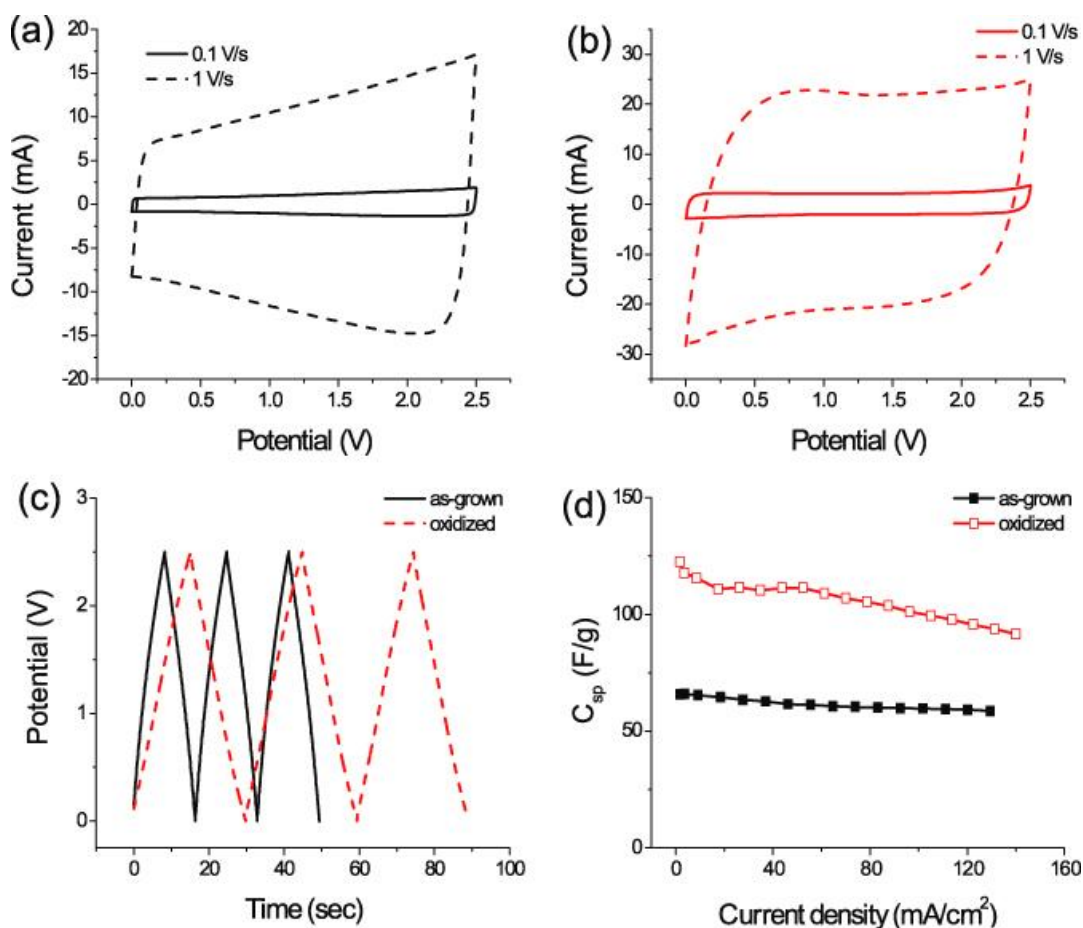 (a)
0.1 V/s
1 V/s
20
15
10
5
0
-5
-10
-15
-20
Current (mA)
0.0 0.5 1.0 1.5 2.0 2.5
Potential (V)
(b)
0.1 V/s
1 V/s
30
20
10
0
-10
-20
-30
Current (mA)
0.0 0.5 1.0 1.5 2.0 2.5
Potential (V)
(c)
as-grown
oxidized
3
2
1
0
Potential (V)
0 20 40 60 80 100
Time (sec)
(d)
as-grown
oxidized
150
100
50
0
Csp (F/g)
0 40 80 120 160
Current density (mA/cm²)